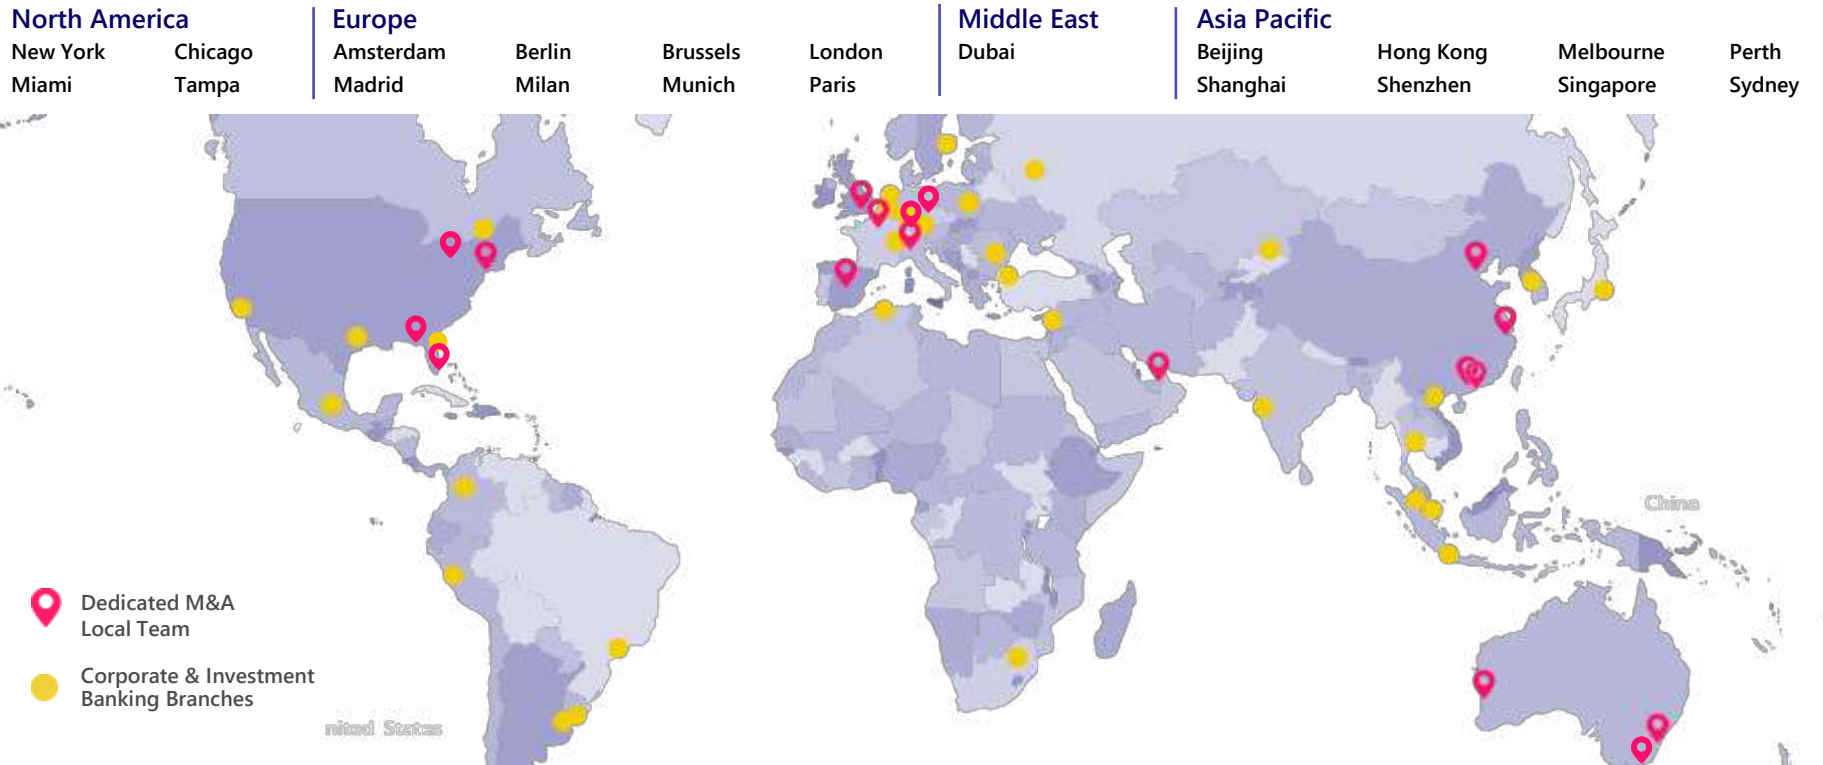 North America
Europe
Middle East
Asia Pacific
New York Chicago Amsterdam Berlin Brussels London Dubai Beijing Hong Kong Melbourne Perth
Miami Tampa Madrid Milan Munich Paris Shanghai Shenzhen Singapore Sydney
China
Dedicated M&A
Local Team
Corporate & Investment
Banking Branches
nited States